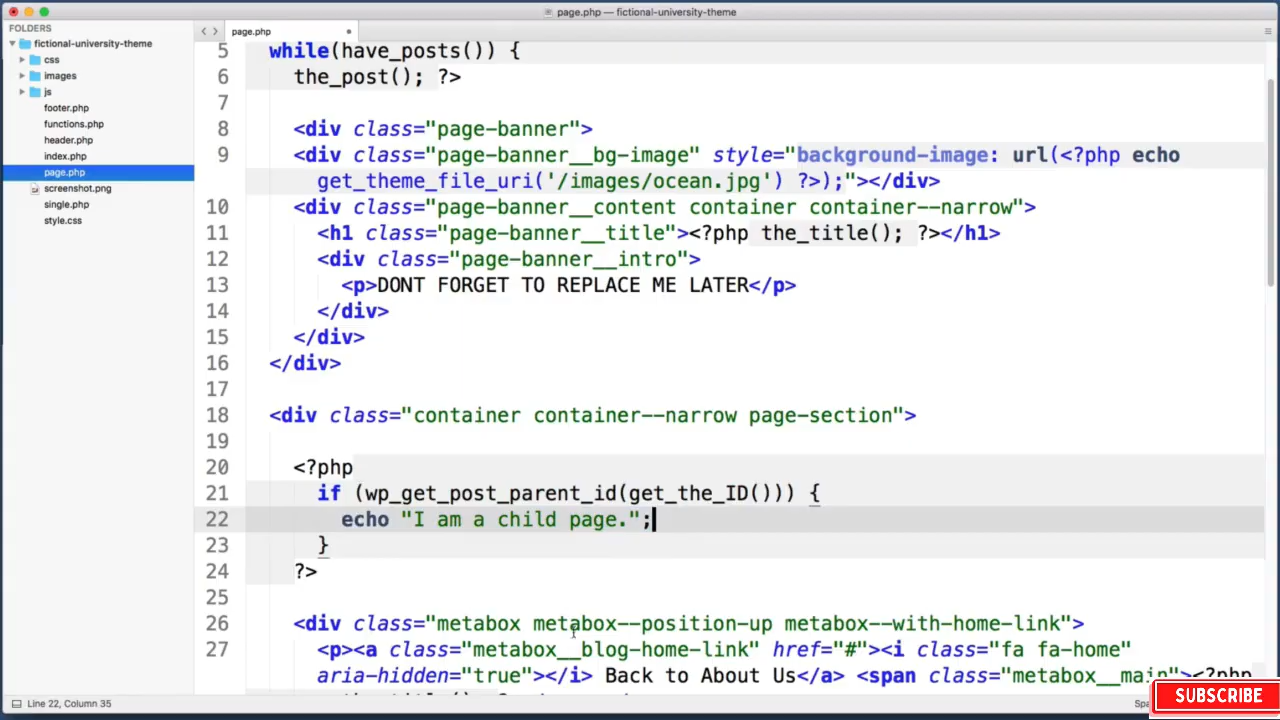 page.php — fictional-university-theme
FOLDERS
fictional-university-theme
css
images
js
footer.php
functions.php
header.php
index.php
page.php
screenshot.png
single.php
style.css
page.php
5 while(have_posts()) {
6 the_post(); ?>
7
8 <div class="page-banner">
9 <div class="page-banner__bg-image" style="background-image: url(<?php echo
get_theme_file_uri('/images/ocean.jpg') ?>);"></div>
10 <div class="page-banner__content container container--narrow">
11 <h1 class="page-banner__title"><?php the_title(); ?></h1>
12 <div class="page-banner__intro">
13 <p>DONT FORGET TO REPLACE ME LATER</p>
14 </div>
15 </div>
16 </div>
17
18 <div class="container container--narrow page-section">
19
20 <?php
21 if (wp_get_post_parent_id(get_the_ID())) {
22 echo "I am a child page.";
23 }
24 ?>
25
26 <div class="metabox metabox--position-up metabox--with-home-link">
27 <p><a class="metabox__blog-home-link" href="#"><i class="fa fa-home"
aria-hidden="true"></i> Back to About Us</a> <span class="metabox__main"><?php
Line 22, Column 35
SUBSCRIBE